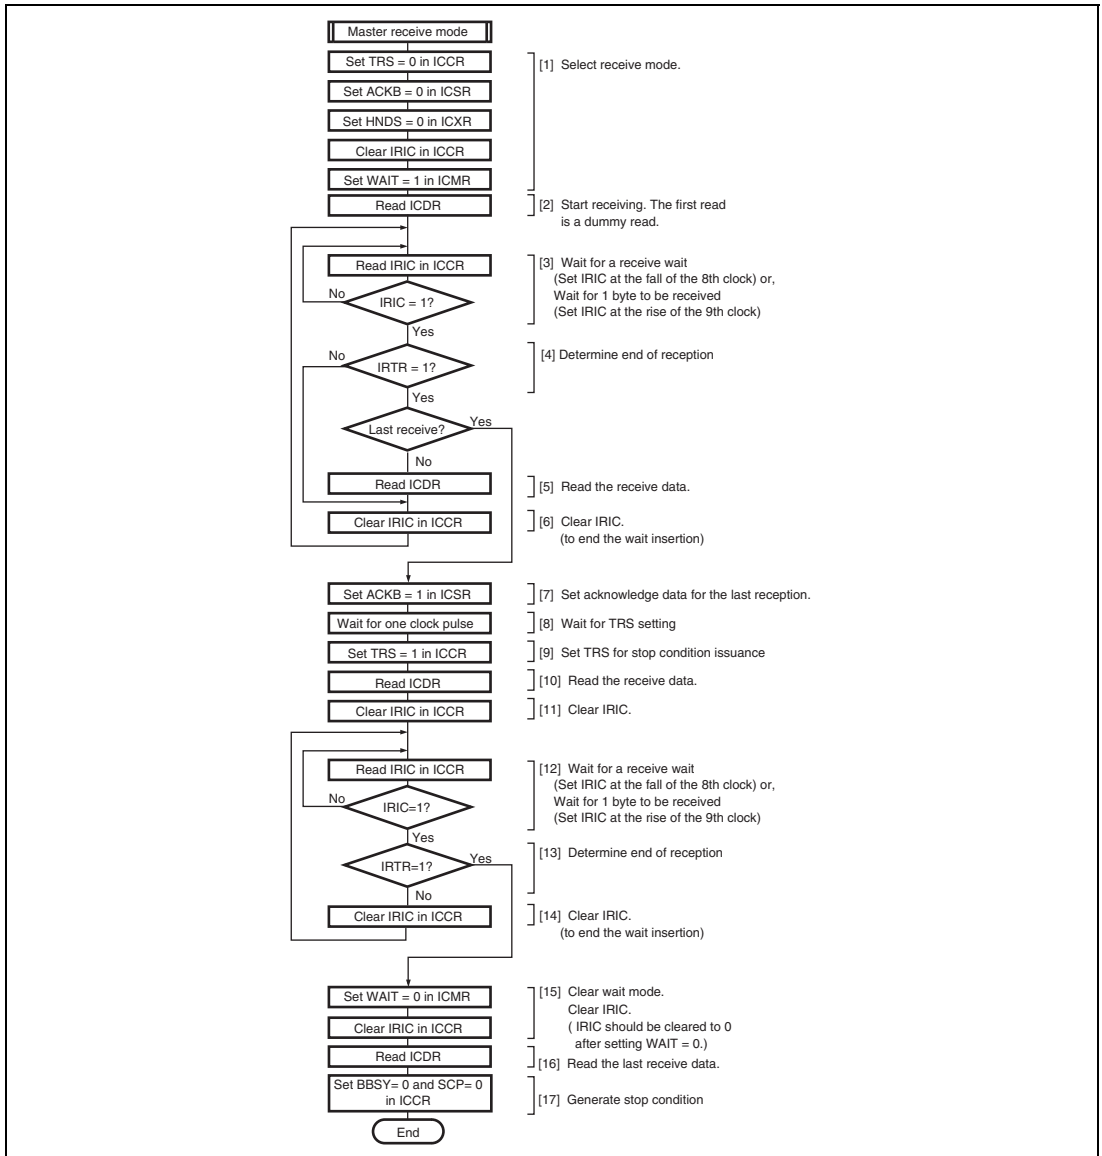 Master receive mode
Set TRS = 0 in ICCR
[1] Select receive mode.
Set ACKB = 0 in ICSR
Set HNDS = 0 in ICXR
Clear IRIC in ICCR
Set WAIT = 1 in ICMR
Read ICDR
[2] Start receiving. The first read
is a dummy read.
Read IRIC in ICCR
[3] Wait for a receive wait
(Set IRIC at the fall of the 8th clock) or,
Wait for 1 byte to be received
(Set IRIC at the rise of the 9th clock)
No
IRIC = 1?
Yes
No
IRTR = 1?
[4] Determine end of reception
Yes
Last receive?
Yes
No
Read ICDR
[5] Read the receive data.
Clear IRIC in ICCR
[6] Clear IRIC.
(to end the wait insertion)
Set ACKB = 1 in ICSR
[7] Set acknowledge data for the last reception.
Wait for one clock pulse
[8] Wait for TRS setting
Set TRS = 1 in ICCR
[9] Set TRS for stop condition issuance
Read ICDR
[10] Read the receive data.
Clear IRIC in ICCR
[11] Clear IRIC.
Read IRIC in ICCR
[12] Wait for a receive wait
(Set IRIC at the fall of the 8th clock) or,
Wait for 1 byte to be received
(Set IRIC at the rise of the 9th clock)
No
IRIC=1?
Yes
IRTR=1?
Yes
[13] Determine end of reception
No
Clear IRIC in ICCR
[14] Clear IRIC.
(to end the wait insertion)
Set WAIT = 0 in ICMR
[15] Clear wait mode.
Clear IRIC.
( IRIC should be cleared to 0
after setting WAIT = 0.)
Clear IRIC in ICCR
Read ICDR
[16] Read the last receive data.
Set BBSY= 0 and SCP= 0
in ICCR
[17] Generate stop condition
End